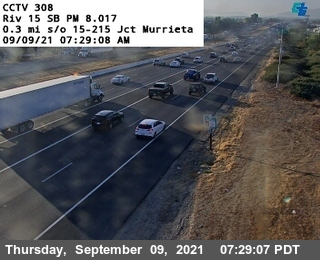 CCTV 308
Riv 15 SB PM 8.017
0.3 mi s/o 15-215 Jct Murrieta
09/09/21 07:29:08 AM
Thursday, September 09, 2021 07:29:07 PDT